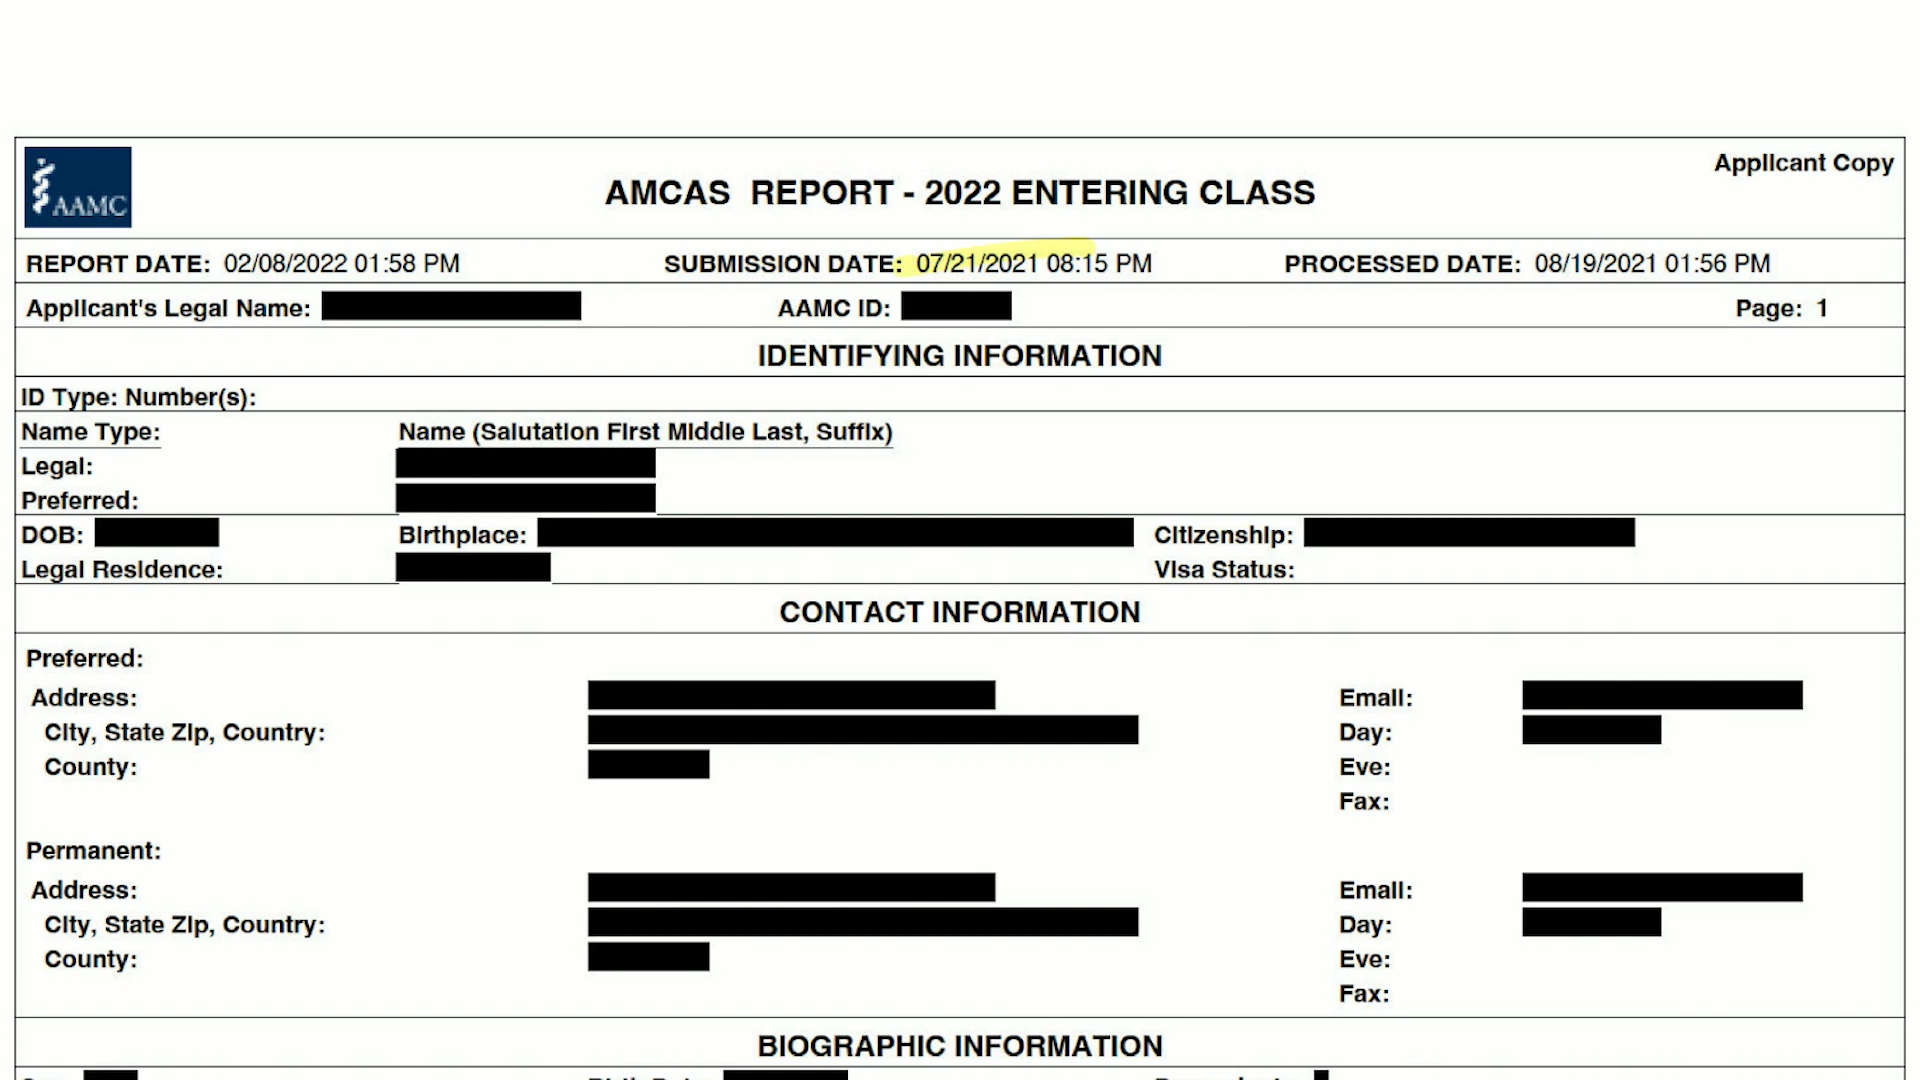 AAMC
Applicant Copy
AMCAS REPORT - 2022 ENTERING CLASS
REPORT DATE: 02/08/2022 01:58 PM SUBMISSION DATE: 07/21/2021 08:15 PM PROCESSED DATE: 08/19/2021 01:56 PM
Applicant's Legal Name: AAMC ID: Page: 1
IDENTIFYING INFORMATION
ID Type: Number(s):
Name Type: Name (Salutation First Middle Last, Suffix)
Legal:
Preferred:
DOB: Birthplace: Citizenship:
Legal Residence: Visa Status:
CONTACT INFORMATION
Preferred:
Address: Email:
City, State Zip, Country: Day:
County: Eve:
Fax:
Permanent:
Address: Email:
City, State Zip, Country: Day:
County: Eve:
Fax:
BIOGRAPHIC INFORMATION